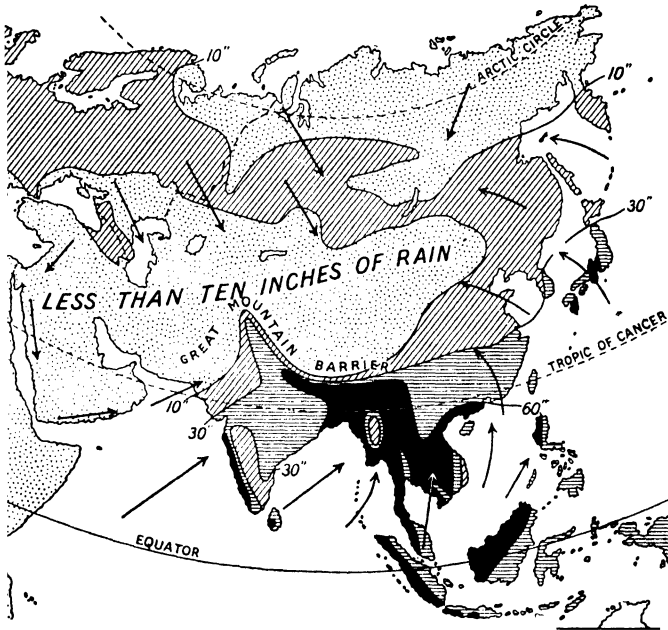 10"
ARCTIC CIRCLE
10"
30"
LESS THAN TEN INCHES OF RAIN
GREAT MOUNTAIN BARRIER
TROPIC OF CANCER
10"
60"
30
30"
EQUATOR